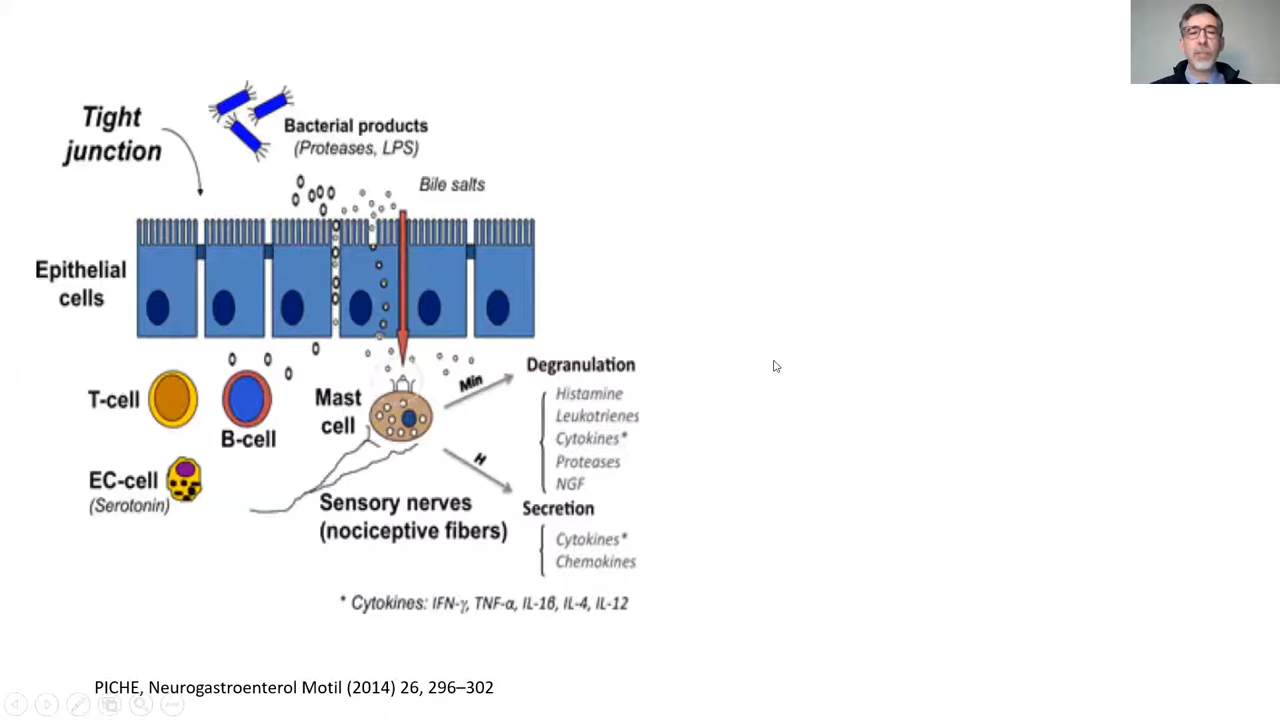 Tight
junction
Bacterial products
(Proteases, LPS)
Bile salts
Epithelial
cells
T-cell
B-cell
EC-cell
(Serotonin)
Mast
cell
Min
H
Degranulation
Histamine
Leukotrienes
Cytokines*
Proteases
NGF
Secretion
Cytokines*
Chemokines
Sensory nerves
(nociceptive fibers)
* Cytokines: IFN-γ, TNF-α, IL-1β, IL-4, IL-12
PICHE, Neurogastroenterol Motil (2014) 26, 296–302